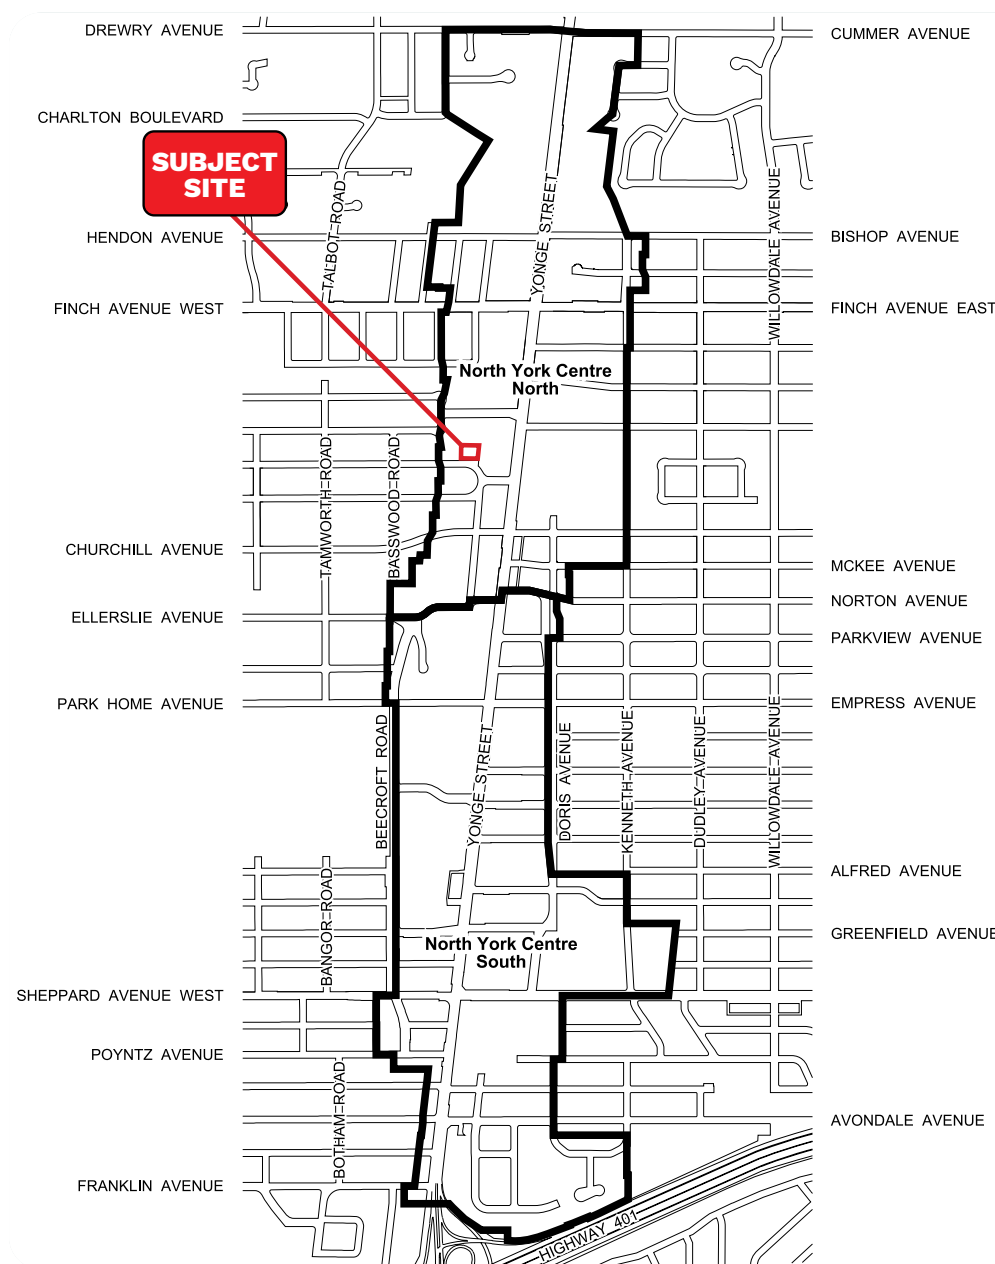 DREWRY AVENUE
CUMMER AVENUE
CHARLTON BOULEVARD
SUBJECT
SITE
TALBOT ROAD
YONGE STREET
WILLOWDALE AVENUE
HENDON AVENUE
BISHOP AVENUE
FINCH AVENUE WEST
FINCH AVENUE EAST
North York Centre
North
TAMWORTH ROAD
BASSWOOD ROAD
CHURCHILL AVENUE
MCKEE AVENUE
NORTON AVENUE
ELLERSLIE AVENUE
PARKVIEW AVENUE
PARK HOME AVENUE
EMPRESS AVENUE
BEECROFT ROAD
YONGE STREET
DORIS AVENUE
KENNETH AVENUE
DUDLEY AVENUE
WILLOWDALE AVENUE
ALFRED AVENUE
BANGOR ROAD
GREENFIELD AVENUE
North York Centre
South
SHEPPARD AVENUE WEST
POYNTZ AVENUE
BOTHAM ROAD
AVONDALE AVENUE
FRANKLIN AVENUE
HIGHWAY 401